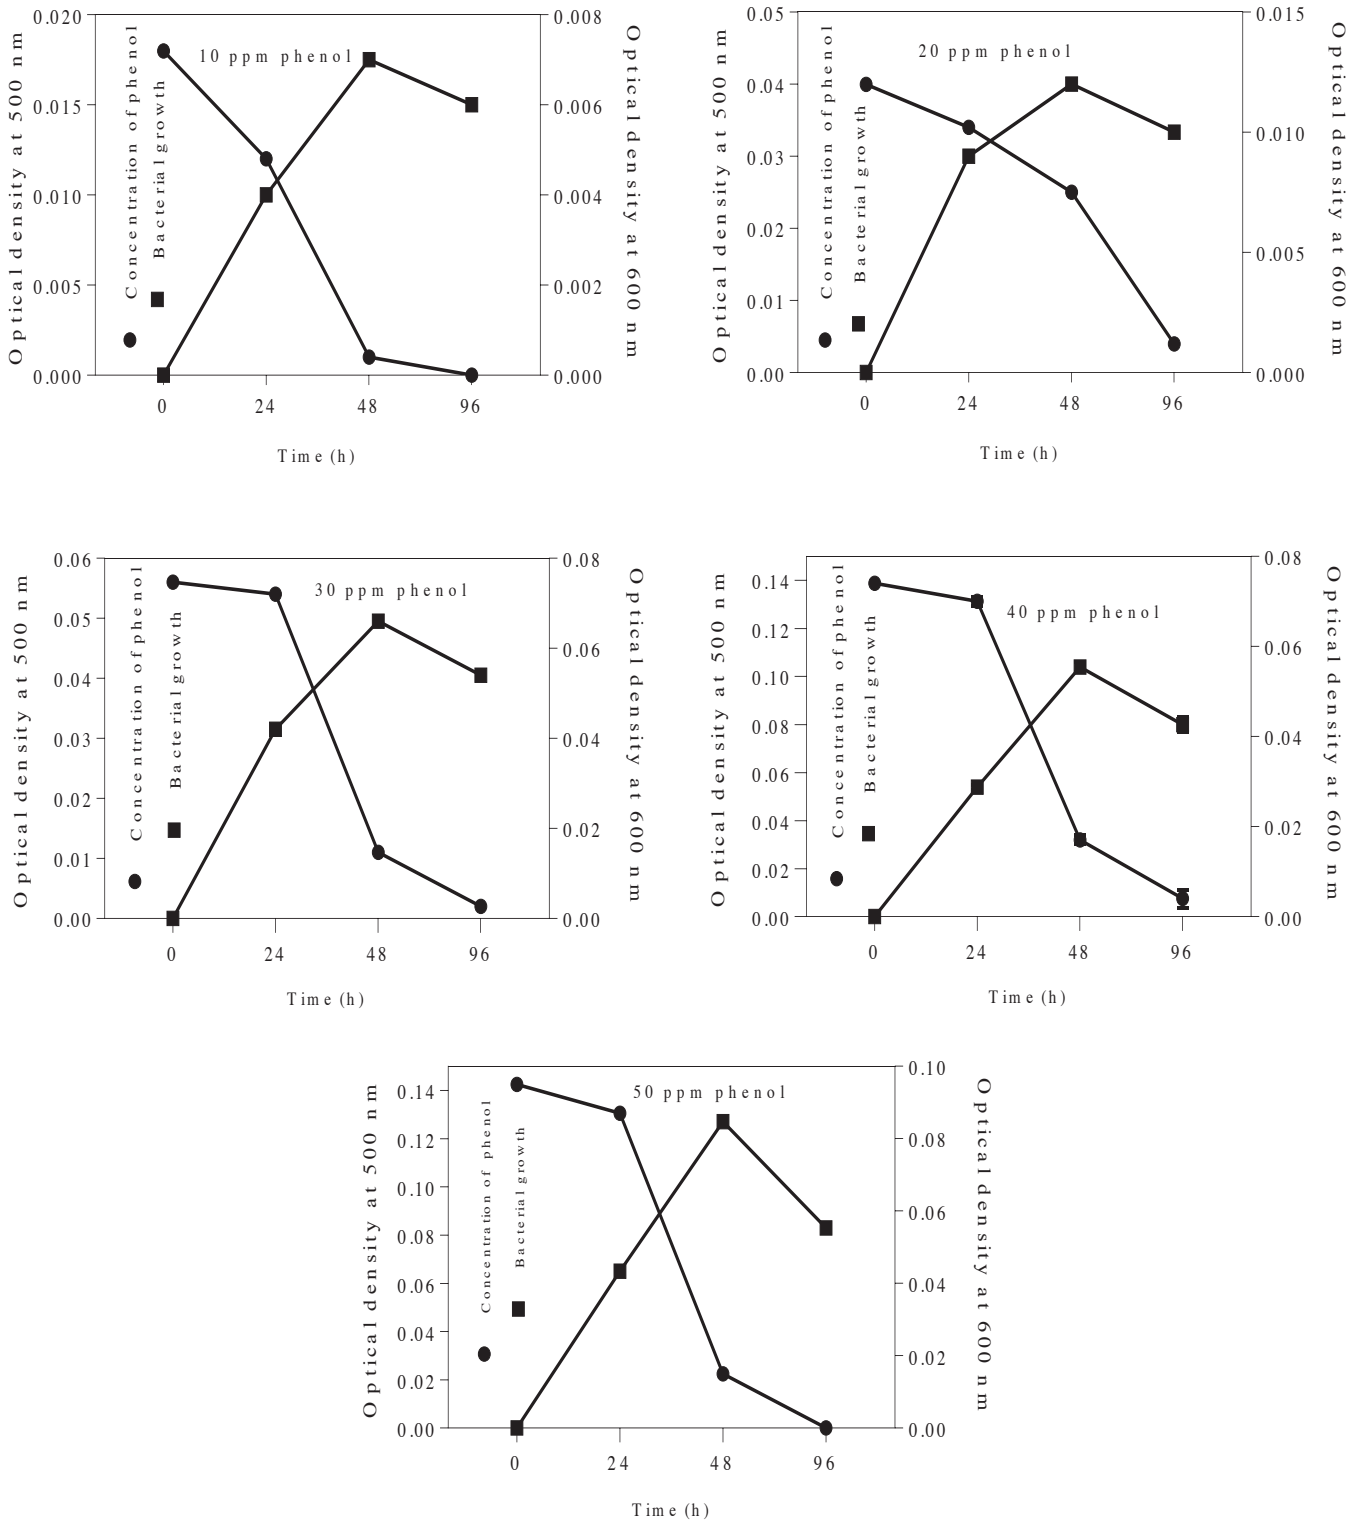 10 ppm phenol
Optical density at 500 nm
0.020
0.015
0.010
0.005
0.000
Concentration of phenol
Bacterial growth
0.008
0.006
0.004
0.002
0.000
Optical density at 600 nm
0 24 48 96
Time (h)
20 ppm phenol
Optical density at 500 nm
0.05
0.04
0.03
0.02
0.01
0.00
Concentration of phenol
Bacterial growth
0.015
0.010
0.005
0.000
Optical density at 600 nm
0 24 48 96
Time (h)
30 ppm phenol
Optical density at 500 nm
0.06
0.05
0.04
0.03
0.02
0.01
0.00
Concentration of phenol
Bacterial growth
0.08
0.06
0.04
0.02
0.00
Optical density at 600 nm
0 24 48 96
Time (h)
40 ppm phenol
Optical density at 500 nm
0.14
0.12
0.10
0.08
0.06
0.04
0.02
0.00
Concentration of phenol
Bacterial growth
0.08
0.06
0.04
0.02
0.00
Optical density at 600 nm
0 24 48 96
Time (h)
50 ppm phenol
Optical density at 500 nm
0.14
0.12
0.10
0.08
0.06
0.04
0.02
0.00
Concentration of phenol
Bacterial growth
0.10
0.08
0.06
0.04
0.02
0.00
Optical density at 600 nm
0 24 48 96
Time (h)